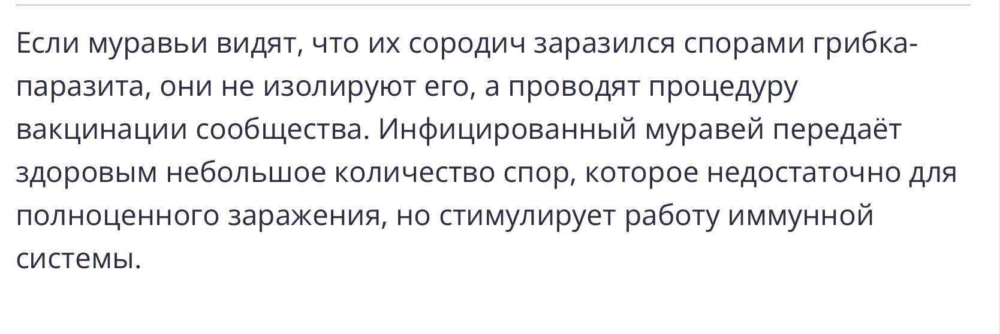 Если муравьи видят, что их сородич заразился спорами грибка-
паразита, они не изолируют его, а проводят процедуру
вакцинации сообщества. Инфицированный муравей передаёт
здоровым небольшое количество спор, которое недостаточно для
полноценного заражения, но стимулирует работу иммунной
системы.